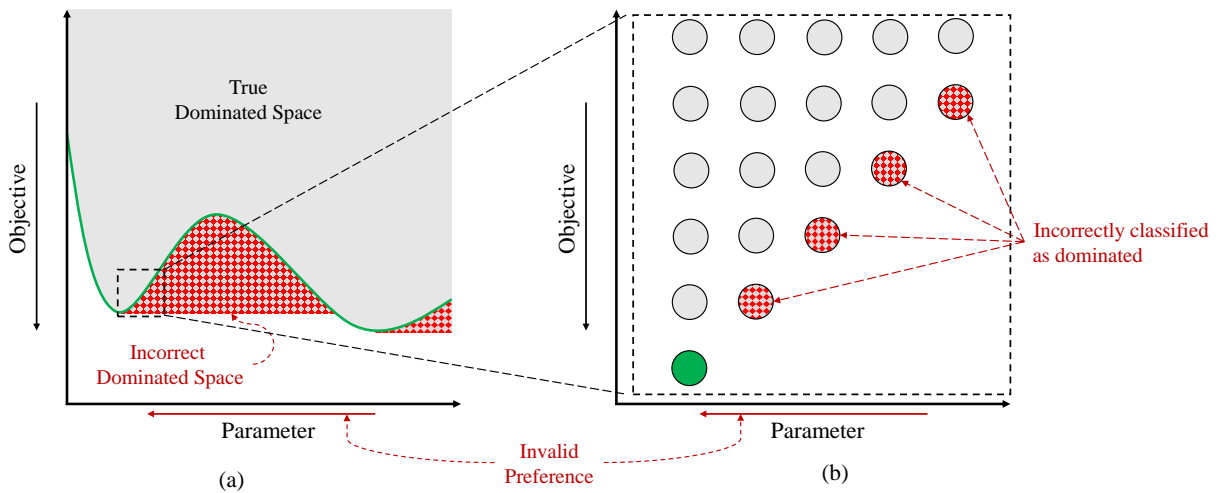 True
Dominated Space
Objective
Incorrect
Dominated Space
Parameter
(a)
Objective
Incorrectly classified
as dominated
Parameter
(b)
Invalid
Preference